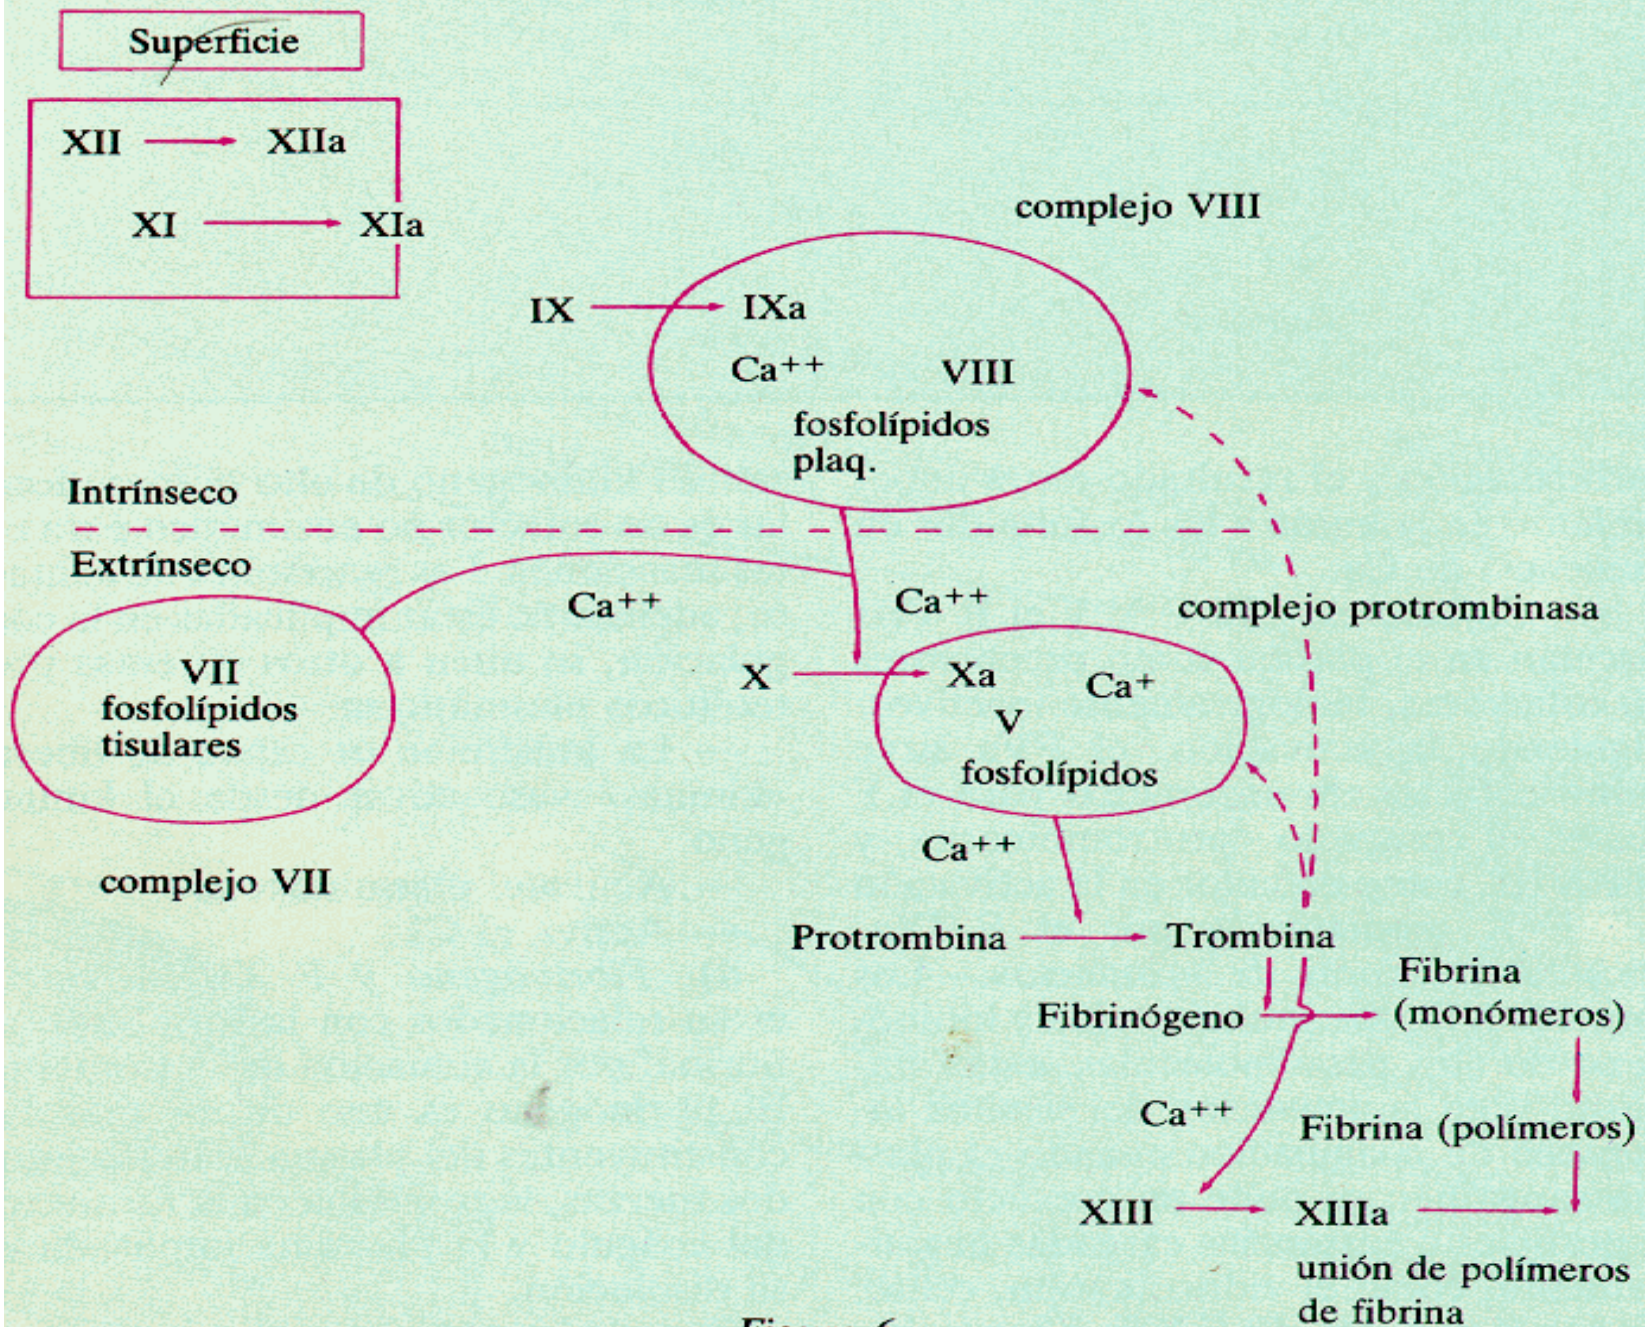 Superficie
XII XIIa
XI XIa
complejo VIII
IX IXa
Ca++ VIII
fosfolípidos
plaq.
Intrínseco
Extrínseco
Ca++ Ca++
complejo protrombinasa
VII
fosfolípidos
tisulares
X Xa Ca+
V
fosfolípidos
Ca++
complejo VII
Protrombina Trombina
Fibrinógeno Fibrina
(monómeros)
Ca++
Fibrina (polímeros)
XIII XIIIa
unión de polímeros
de fibrina